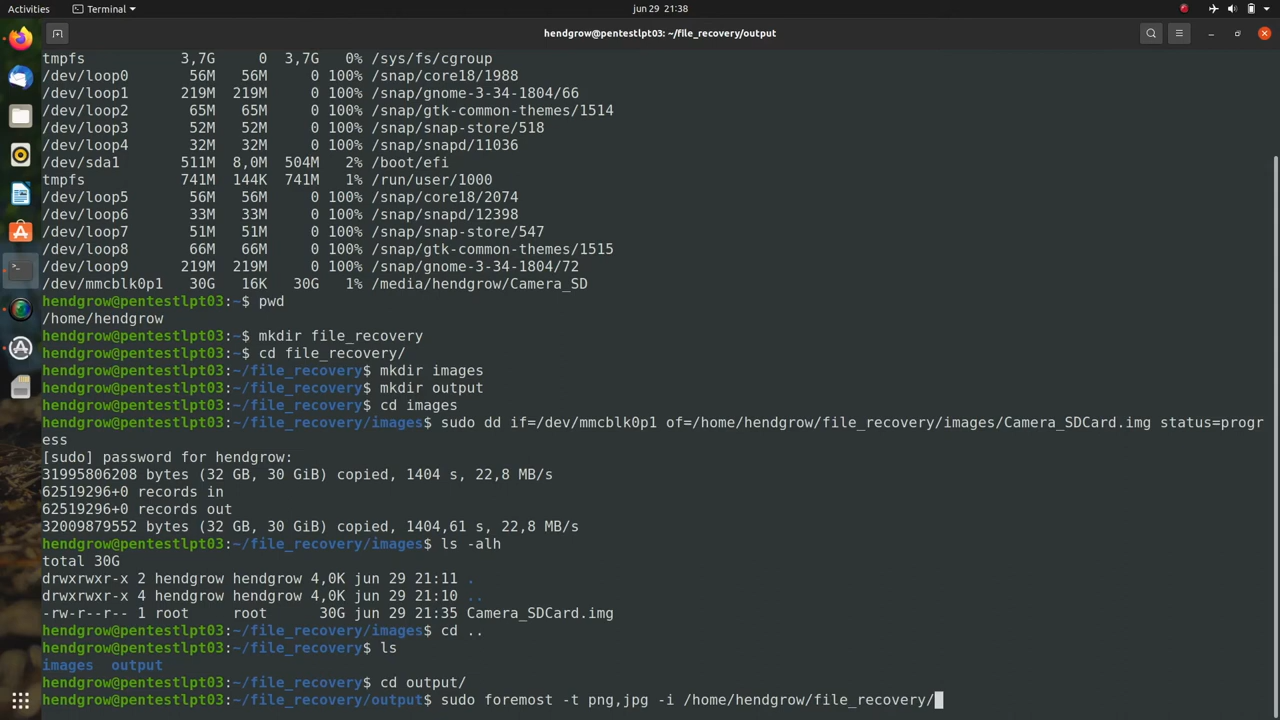 Activities
Terminal
jun 29 21:38
hendgrow@pentestlpt03: ~/file_recovery/output
tmpfs 3,7G 0 3,7G 0% /sys/fs/cgroup
/dev/loop0 56M 56M 0 100% /snap/core18/1988
/dev/loop1 219M 219M 0 100% /snap/gnome-3-34-1804/66
/dev/loop2 65M 65M 0 100% /snap/gtk-common-themes/1514
/dev/loop3 52M 52M 0 100% /snap/snap-store/518
/dev/loop4 32M 32M 0 100% /snap/snapd/11036
/dev/sda1 511M 8,0M 504M 2% /boot/efi
tmpfs 741M 144K 741M 1% /run/user/1000
/dev/loop5 56M 56M 0 100% /snap/core18/2074
/dev/loop6 33M 33M 0 100% /snap/snapd/12398
/dev/loop7 51M 51M 0 100% /snap/snap-store/547
/dev/loop8 66M 66M 0 100% /snap/gtk-common-themes/1515
/dev/loop9 219M 219M 0 100% /snap/gnome-3-34-1804/72
/dev/mmcblk0p1 30G 16K 30G 1% /media/hendgrow/Camera_SD
hendgrow@pentestlpt03:~$ pwd
/home/hendgrow
hendgrow@pentestlpt03:~$ mkdir file_recovery
hendgrow@pentestlpt03:~$ cd file_recovery/
hendgrow@pentestlpt03:~/file_recovery$ mkdir images
hendgrow@pentestlpt03:~/file_recovery$ mkdir output
hendgrow@pentestlpt03:~/file_recovery$ cd images
hendgrow@pentestlpt03:~/file_recovery/images$ sudo dd if=/dev/mmcblk0p1 of=/home/hendgrow/file_recovery/images/Camera_SDCard.img status=progr
ess
[sudo] password for hendgrow:
31995806208 bytes (32 GB, 30 GiB) copied, 1404 s, 22,8 MB/s
62519296+0 records in
62519296+0 records out
32009879552 bytes (32 GB, 30 GiB) copied, 1404,61 s, 22,8 MB/s
hendgrow@pentestlpt03:~/file_recovery/images$ ls -alh
total 30G
drwxrwxr-x 2 hendgrow hendgrow 4,0K jun 29 21:11 .
drwxrwxr-x 4 hendgrow hendgrow 4,0K jun 29 21:10 ..
-rw-r--r-- 1 root root 30G jun 29 21:35 Camera_SDCard.img
hendgrow@pentestlpt03:~/file_recovery/images$ cd ..
hendgrow@pentestlpt03:~/file_recovery$ ls
images output
hendgrow@pentestlpt03:~/file_recovery$ cd output/
hendgrow@pentestlpt03:~/file_recovery/output$ sudo foremost -t png,jpg -i /home/hendgrow/file_recovery/